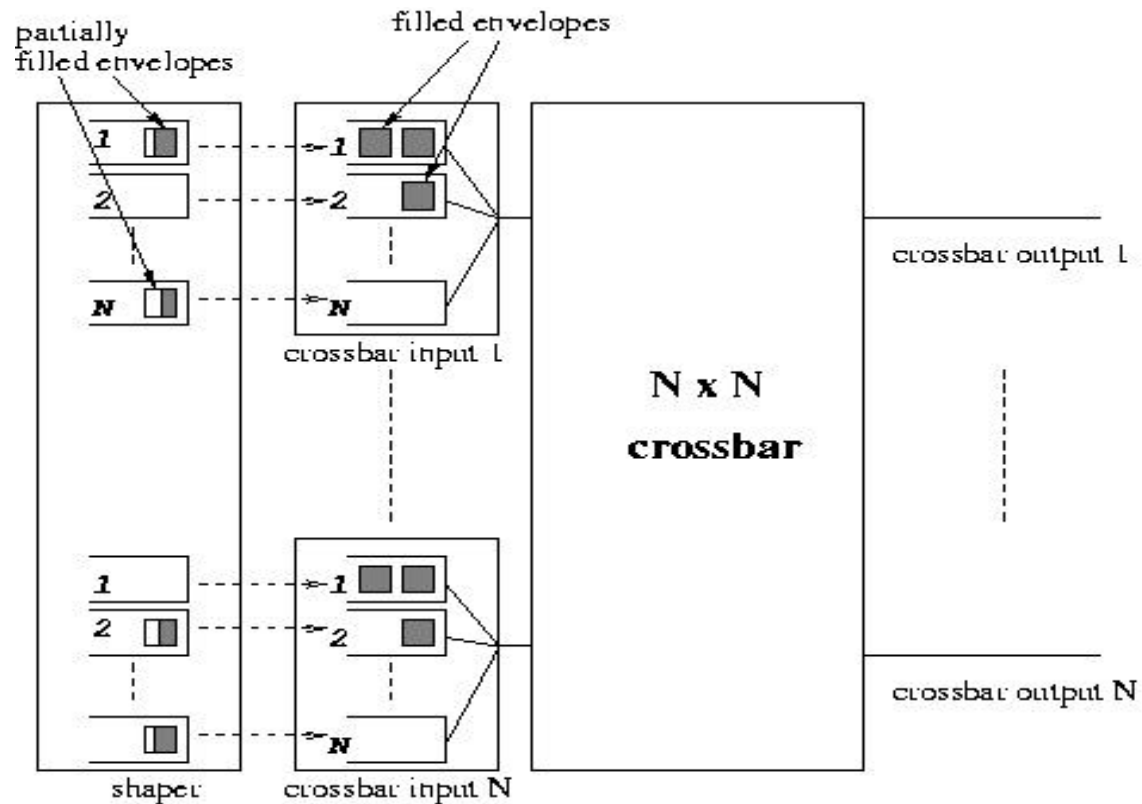 partially
filled envelopes
filled envelopes
1
2
N
1
2
N
crossbar input 1
crossbar output 1
N x N
crossbar
1
2
1
2
N
crossbar output N
shaper
crossbar input N